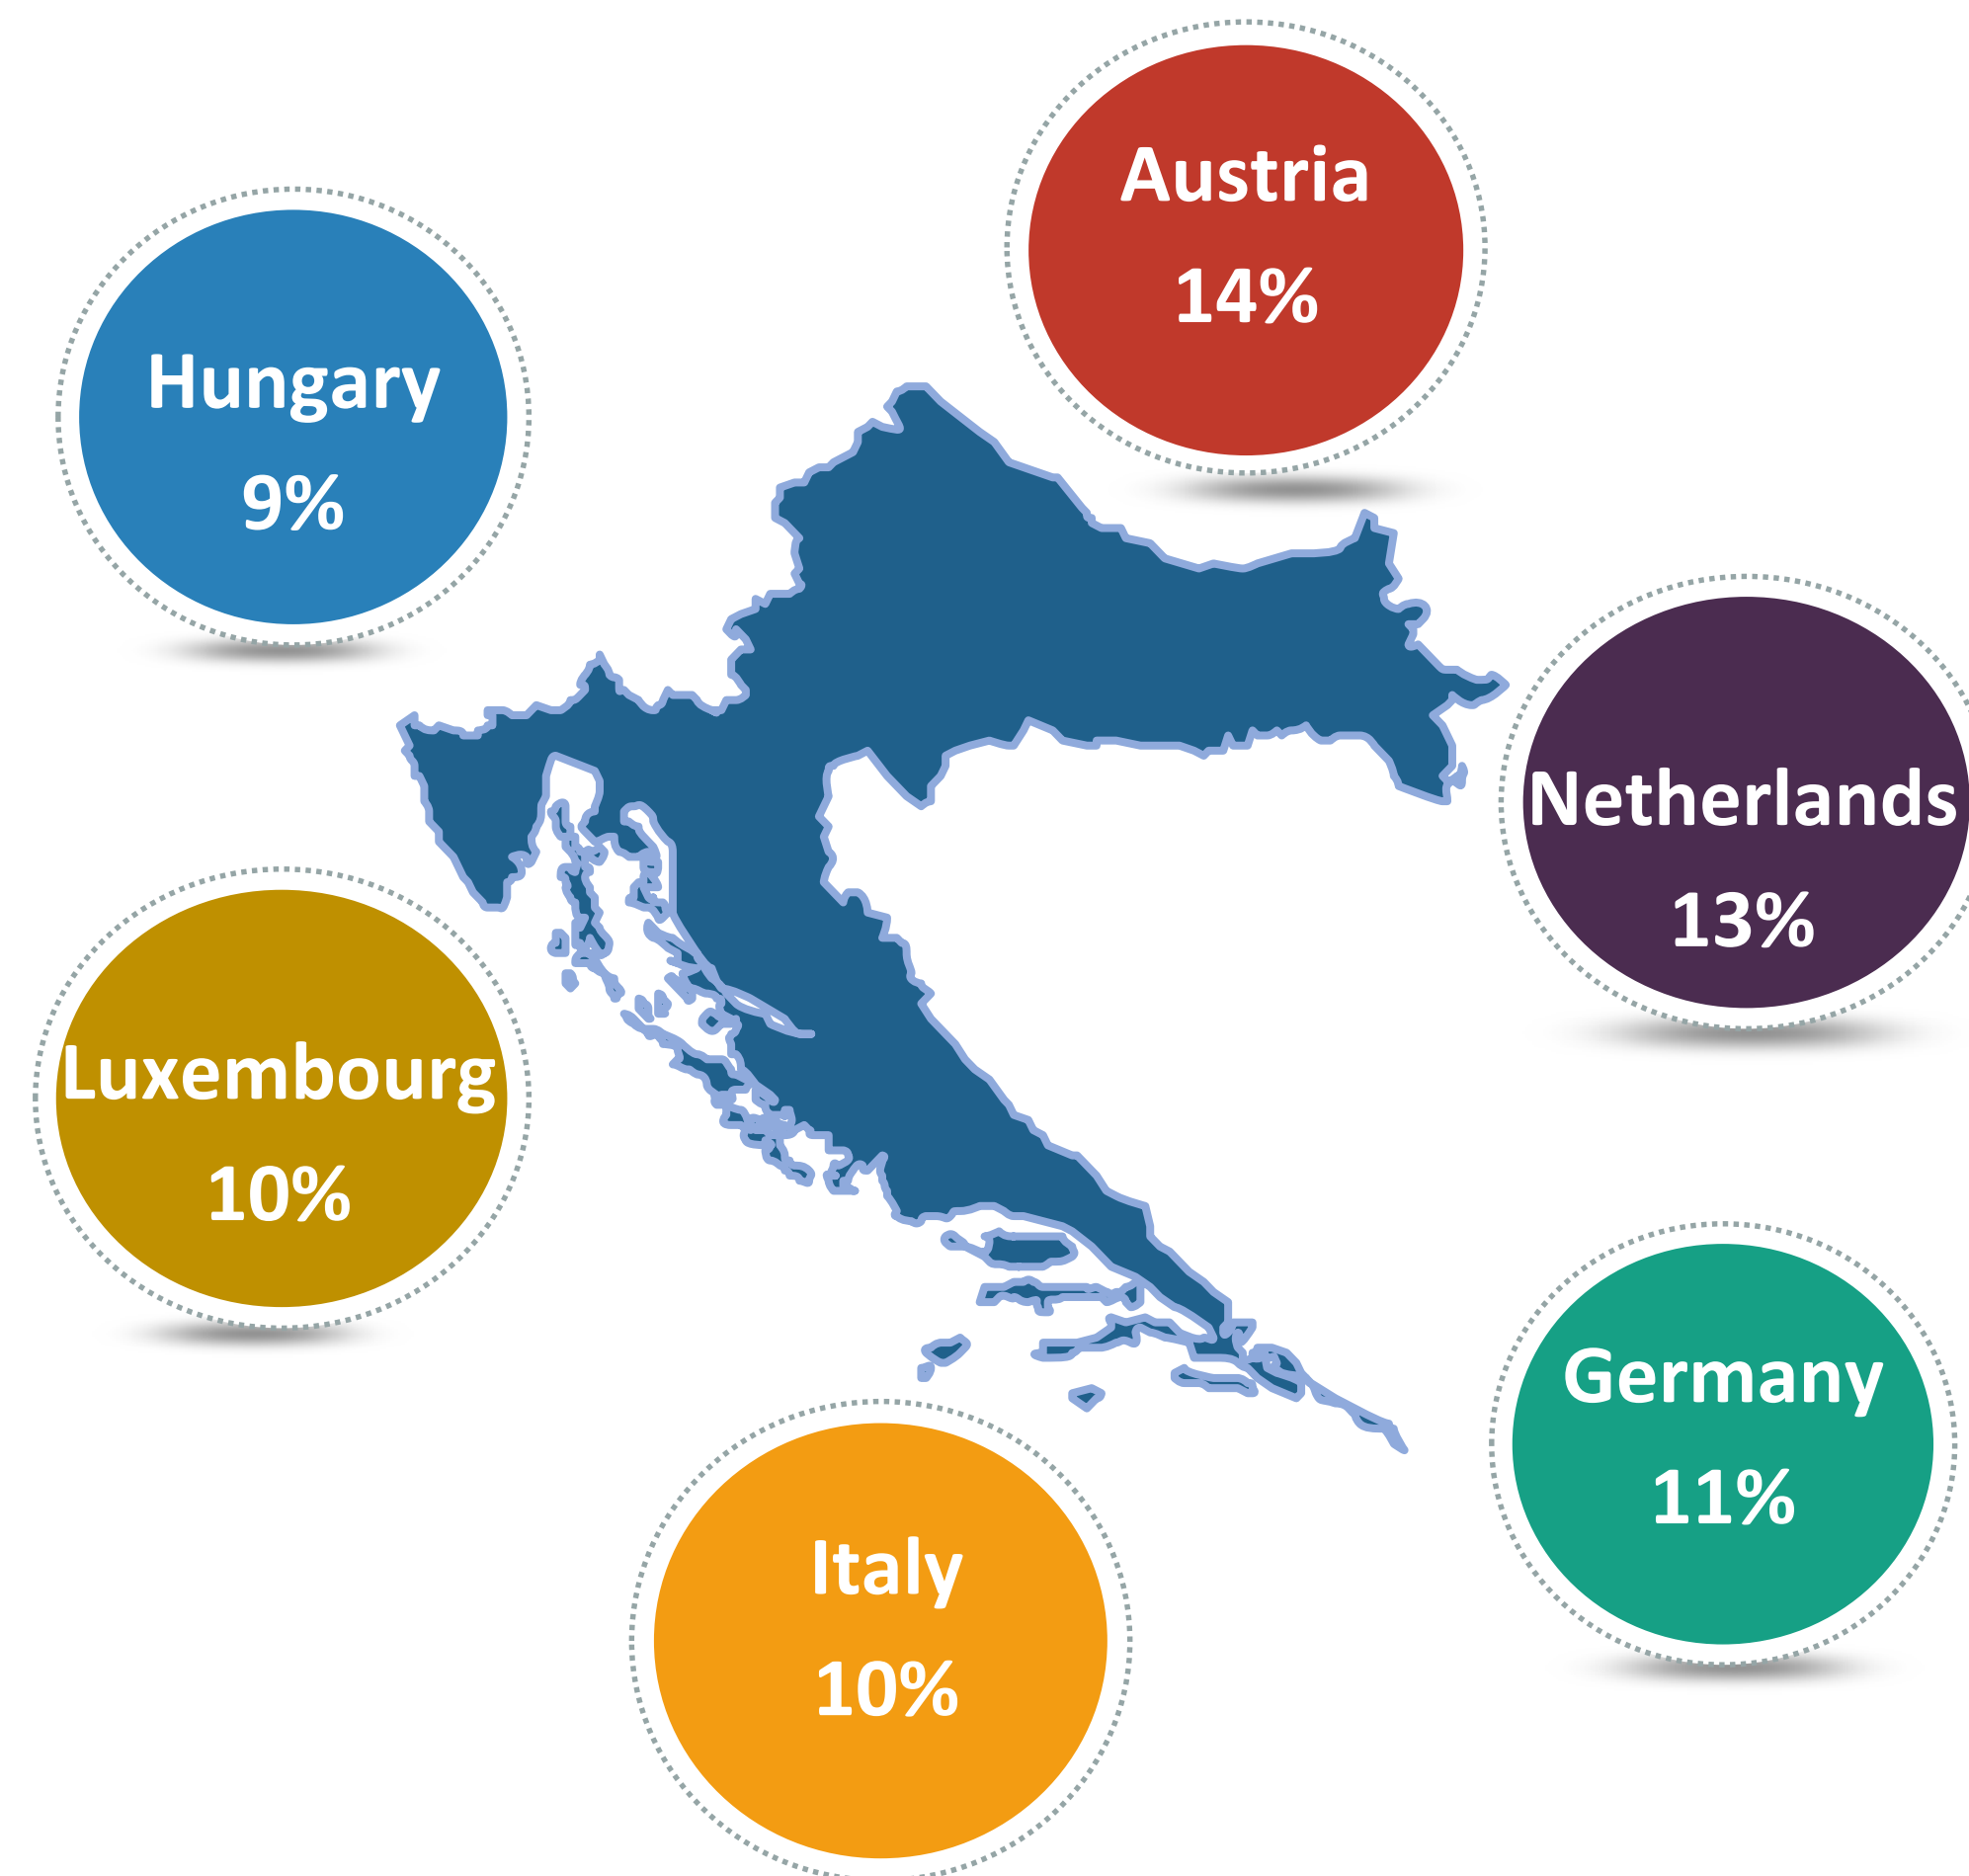 Austria
14%
Hungary
9%
Netherlands
13%
Luxembourg
10%
Germany
11%
Italy
10%